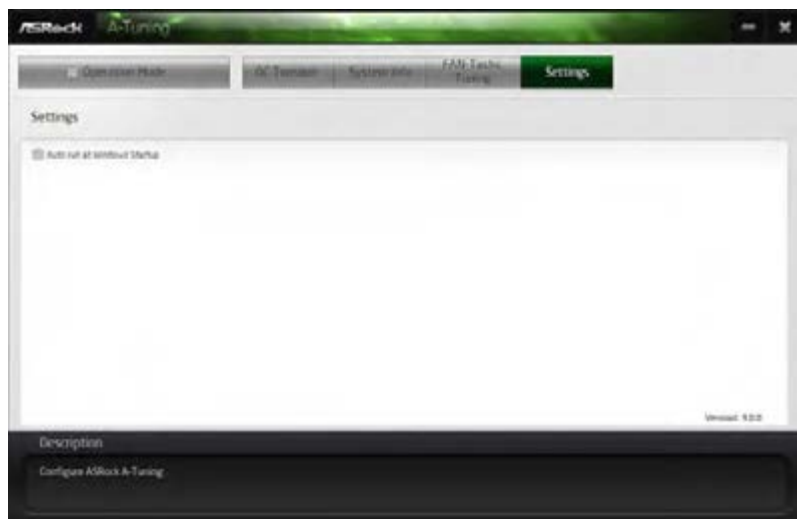 ASRock A-Tuning
Operation Mode
OC Tweaker
System Info
FAN-Tastic
Tuning
Settings
Settings
Auto run at Windows Startup
Version:
Description
Configure ASRock A-Tuning